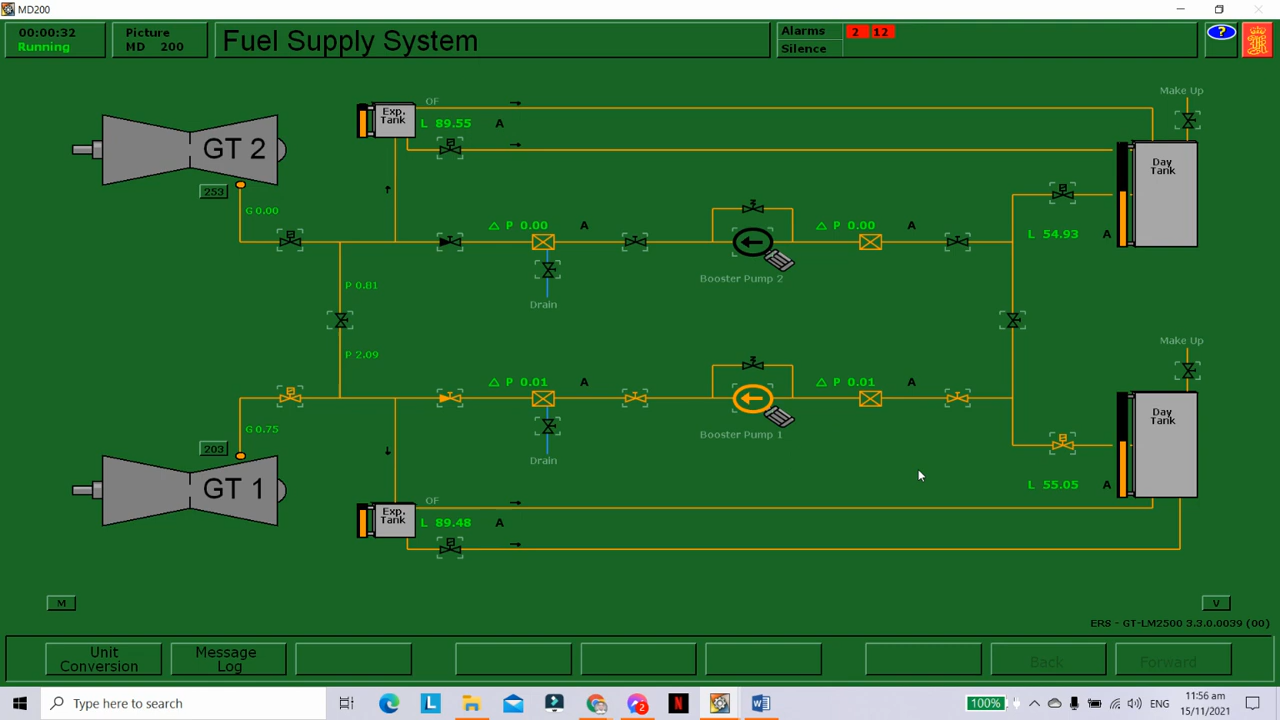 MD200
00:00:32
Running
Picture
MD 200
Fuel Supply System
Alarms 2 12
Silence
?
Make Up
OF
Exp.
Tank
L 89.55 A
GT 2
253
Day
Tank
G 0.00
△ P 0.00 A
△ P 0.00 A
L 54.93 A
Booster Pump 2
P 0.81
Drain
Make Up
P 2.09
△ P 0.01 A
△ P 0.01 A
Day
Tank
G 0.75
203
Booster Pump 1
Drain
GT 1
L 55.05 A
OF
Exp.
Tank
L 89.48 A
M
V
ERS - GT-LM2500 3.3.0.0039 (00)
Unit
Conversion
Message
Log
Back
Forward
Type here to search
L
2
N
W
100%
11:56 am
15/11/2021